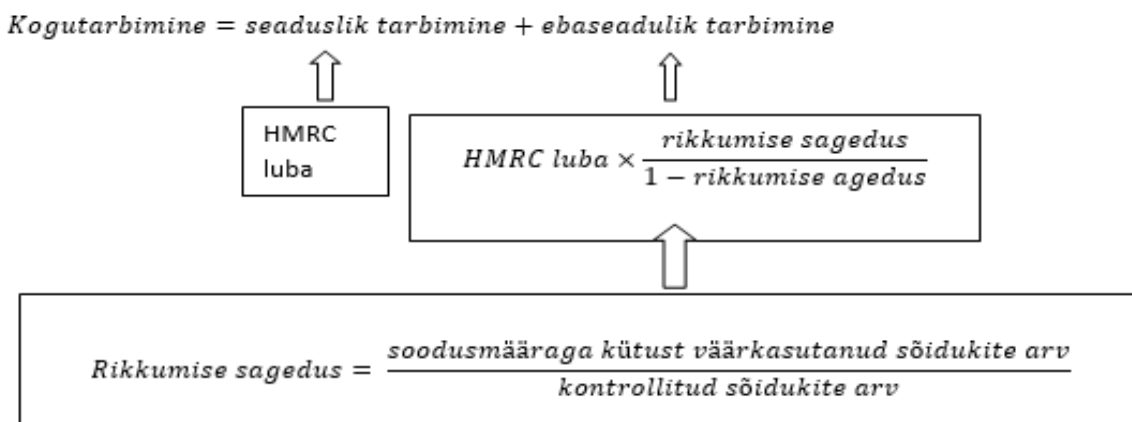 Kogutarbimine = seaduslik tarbimine + ebaseadulik tarbimine
HMRC
luba
HMRC luba × rikkumise sagedus / 1 − rikkumise agedus
Rikkumise sagedus = soodusmääraga kütust väärkasutanud sõidukite arv / kontrollitud sõidukite arv